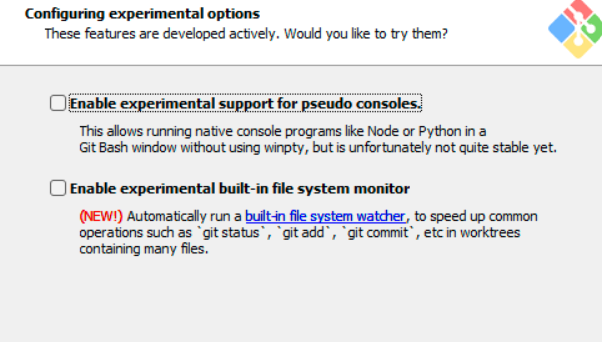 Configuring experimental options
These features are developed actively. Would you like to try them?
Enable experimental support for pseudo consoles.
This allows running native console programs like Node or Python in a
Git Bash window without using winpty, but is unfortunately not quite stable yet.
Enable experimental built-in file system monitor
(NEW!) Automatically run a built-in file system watcher, to speed up common
operations such as `git status`, `git add`, `git commit`, etc in worktrees
containing many files.